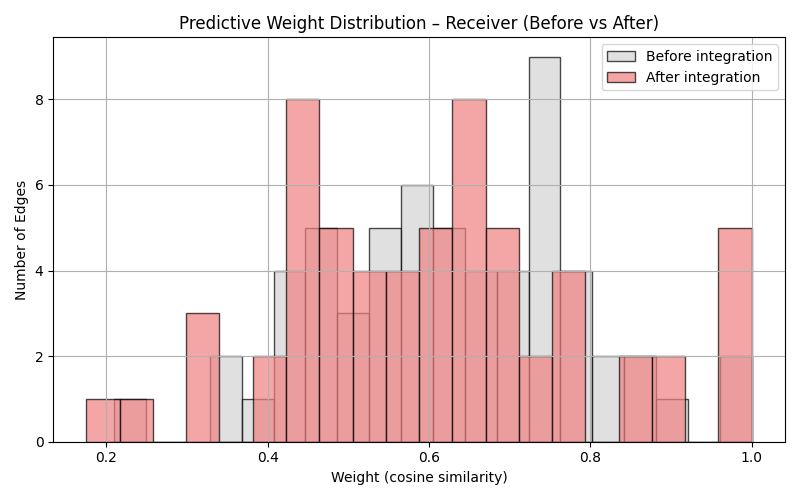 Predictive Weight Distribution – Receiver (Before vs After)
Before integration
After integration
Number of Edges
8
6
4
2
0
0.2 0.4 0.6 0.8 1.0
Weight (cosine similarity)